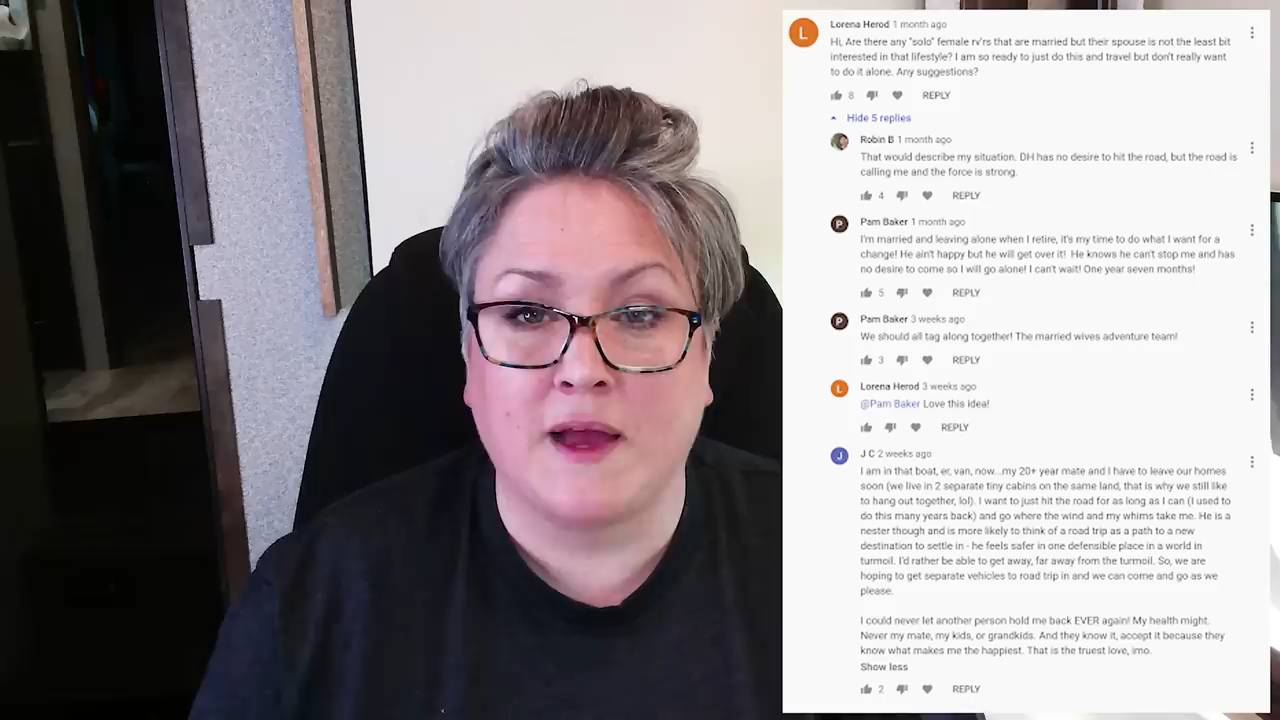 L
Lorena Herod 1 month ago
Hi, Are there any "solo" female rv'rs that are married but their spouse is not the least bit
interested in that lifestyle? I am so ready to just do this and travel but don't really want
to do it alone. Any suggestions?
8 REPLY
Hide 5 replies
Robin B 1 month ago
That would describe my situation. DH has no desire to hit the road, but the road is
calling me and the force is strong.
4 REPLY
P
Pam Baker 1 month ago
I'm married and leaving alone when I retire, it's my time to do what I want for a
change! He ain't happy but he will get over it! He knows he can't stop me and has
no desire to come so I will go alone! I can't wait! One year seven months!
5 REPLY
P
Pam Baker 3 weeks ago
We should all tag along together! The married wives adventure team!
3 REPLY
L
Lorena Herod 3 weeks ago
@Pam Baker Love this idea!
REPLY
J
J C 2 weeks ago
I am in that boat, er, van, now...my 20+ year mate and I have to leave our homes
soon (we live in 2 separate tiny cabins on the same land, that is why we still like
to hang out together, lol). I want to just hit the road for as long as I can (I used to
do this many years back) and go where the wind and my whims take me. He is a
nester though and is more likely to think of a road trip as a path to a new
destination to settle in - he feels safer in one defensible place in a world in
turmoil. I'd rather be able to get away, far away from the turmoil. So, we are
hoping to get separate vehicles to road trip in and we can come and go as we
please.
I could never let another person hold me back EVER again! My health might.
Never my mate, my kids, or grandkids. And they know it, accept it because they
know what makes me the happiest. That is the truest love, imo.
Show less
2 REPLY